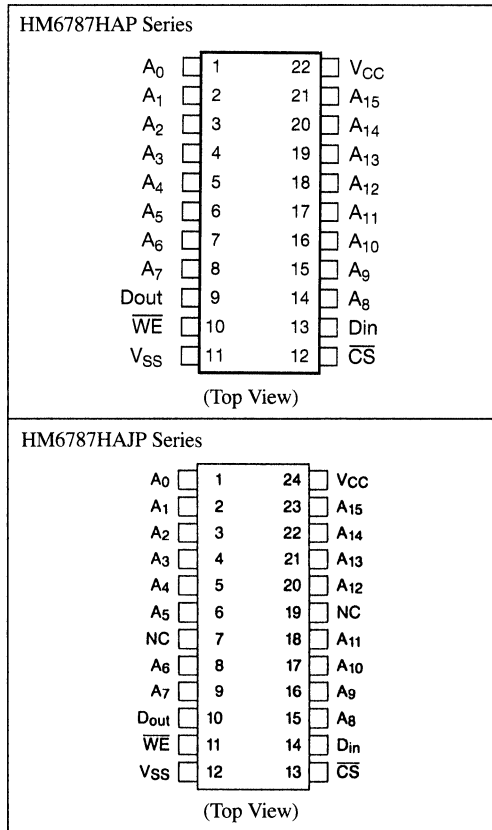 HM6787HAP Series
A0 1 22 VCC
A1 2 21 A15
A2 3 20 A14
A3 4 19 A13
A4 5 18 A12
A5 6 17 A11
A6 7 16 A10
A7 8 15 A9
Dout 9 14 A8
W̅E̅ 10 13 Din
VSS 11 12 C̅S̅
(Top View)
HM6787HAJP Series
A0 1 24 VCC
A1 2 23 A15
A2 3 22 A14
A3 4 21 A13
A4 5 20 A12
A5 6 19 NC
NC 7 18 A11
A6 8 17 A10
A7 9 16 A9
Dout 10 15 A8
W̅E̅ 11 14 Din
VSS 12 13 C̅S̅
(Top View)